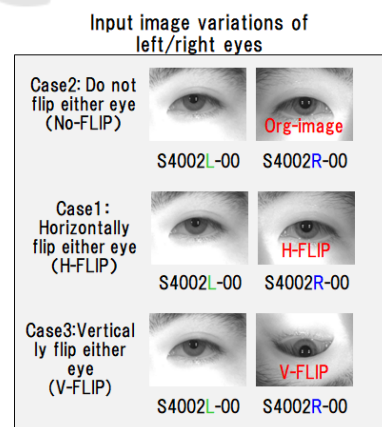 Input image variations of
left/right eyes
Case2: Do not
flip either eye
(No-FLIP)
Org-image
S4002L-00 S4002R-00
Case1:
Horizontally
flip either eye
(H-FLIP)
H-FLIP
S4002L-00 S4002R-00
Case3:Vertical
ly flip either
eye
(V-FLIP)
V-FLIP
S4002L-00 S4002R-00